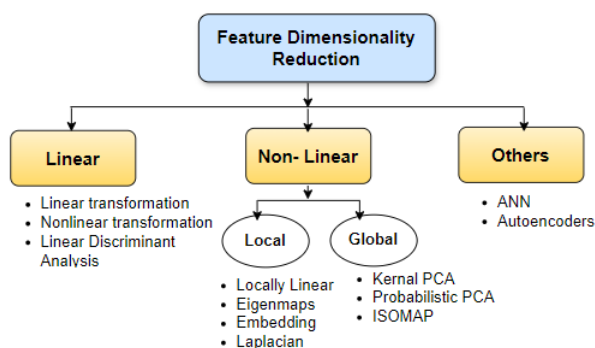 Feature Dimensionality
Reduction
Linear
Non- Linear
Others
• Linear transformation
• Nonlinear transformation
• Linear Discriminant
Analysis
Local
Global
• ANN
• Autoencoders
• Locally Linear
• Eigenmaps
• Embedding
• Laplacian
• Kernal PCA
• Probabilistic PCA
• ISOMAP